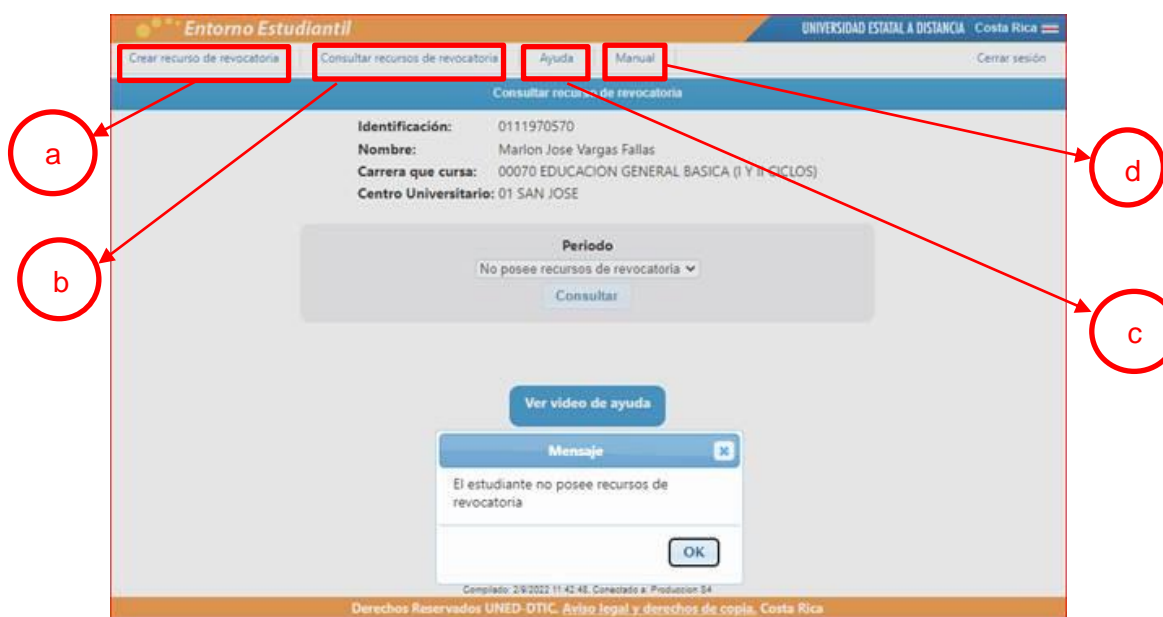 Entorno Estudiantil
UNIVERSIDAD ESTATAL A DISTANCIA Costa Rica
Crear recurso de revocatoria Consultar recursos de revocatoria Ayuda Manual Cerrar sesión
Consultar recurso de revocatoria
a
Identificación: 0111970570
Nombre: Marlon Jose Vargas Fallas
Carrera que cursa: 00070 EDUCACION GENERAL BASICA (I Y II CICLOS)
Centro Universitario: 01 SAN JOSE
d
Periodo
No posee recursos de revocatoria
b
Consultar
c
Ver video de ayuda
Mensaje
El estudiante no posee recursos de
revocatoria
OK
Compilado: 2/9/2022 11:42:48, Conectado a: Produccion S4
Derechos Reservados UNED-DTIC. Aviso legal y derechos de copia. Costa Rica